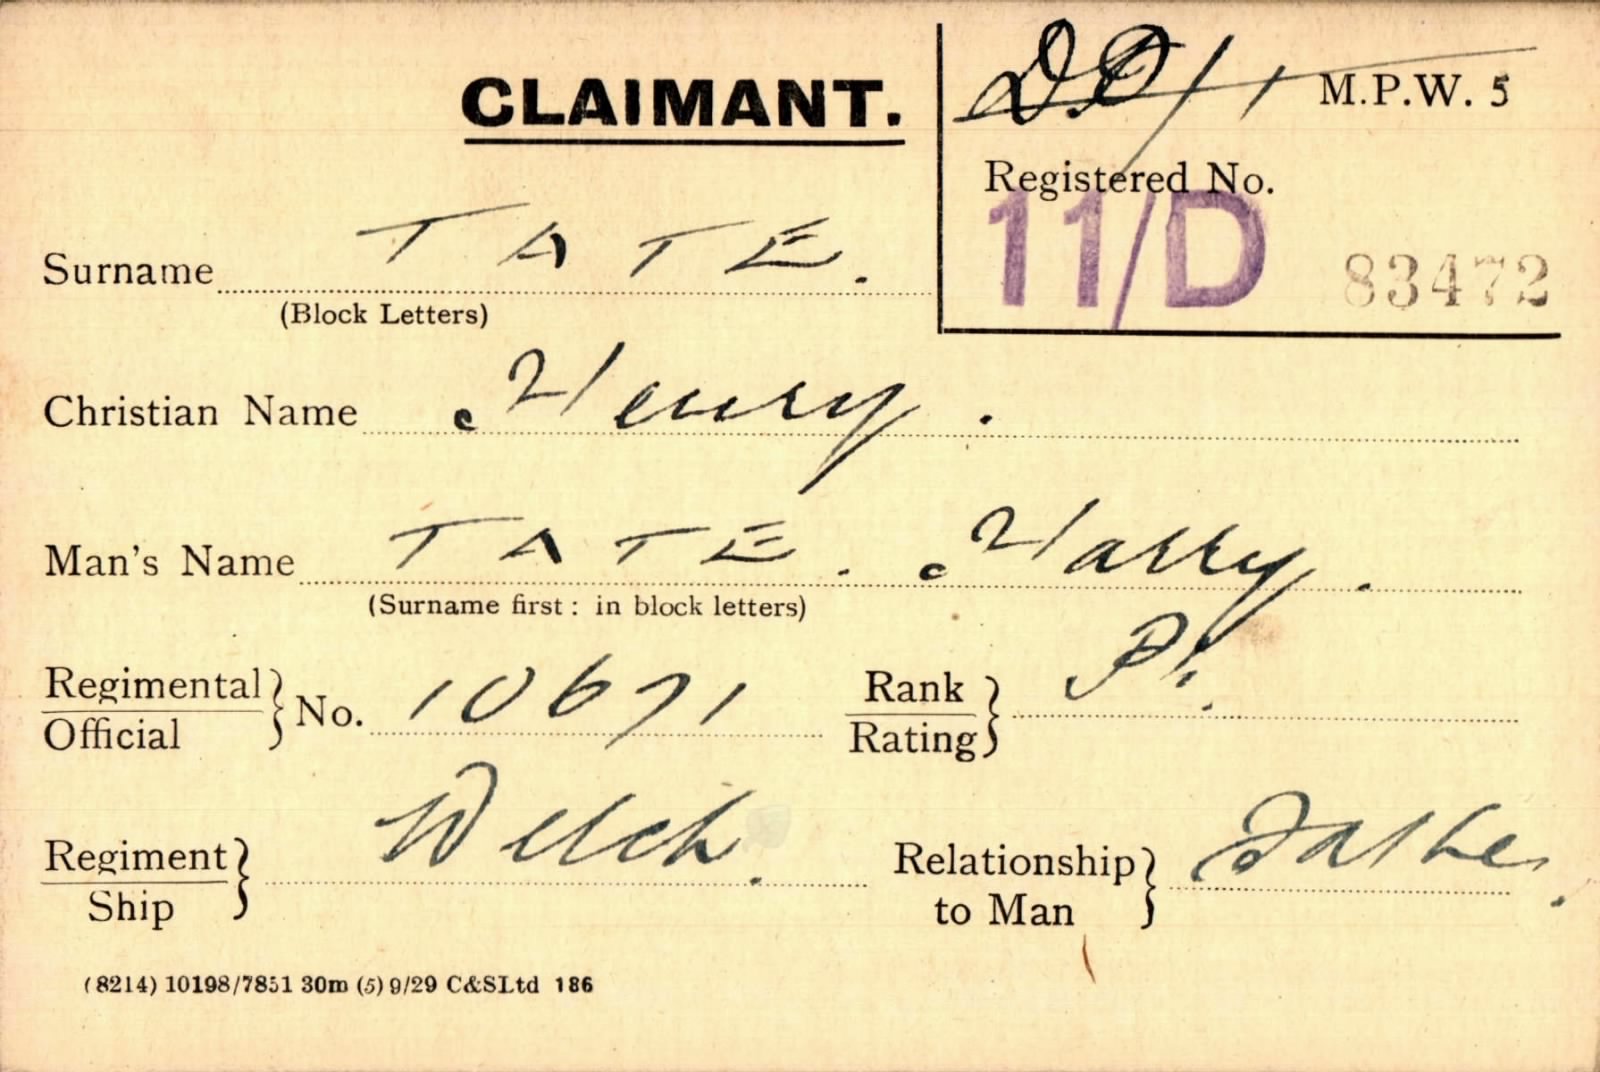 CLAIMANT.
D.O/1 M.P.W. 5
Registered No.
11/D 83472
Surname TATE.
(Block Letters)
Christian Name Henry.
Man's Name TATE. Harry.
(Surname first: in block letters)
Regimental
Official } No. 10671
Rank
Rating } Pt.
Regiment
Ship } Welch.
Relationship
to Man } Father.
(8214) 10198/7851 30m (5) 9/29 C&SLtd 186